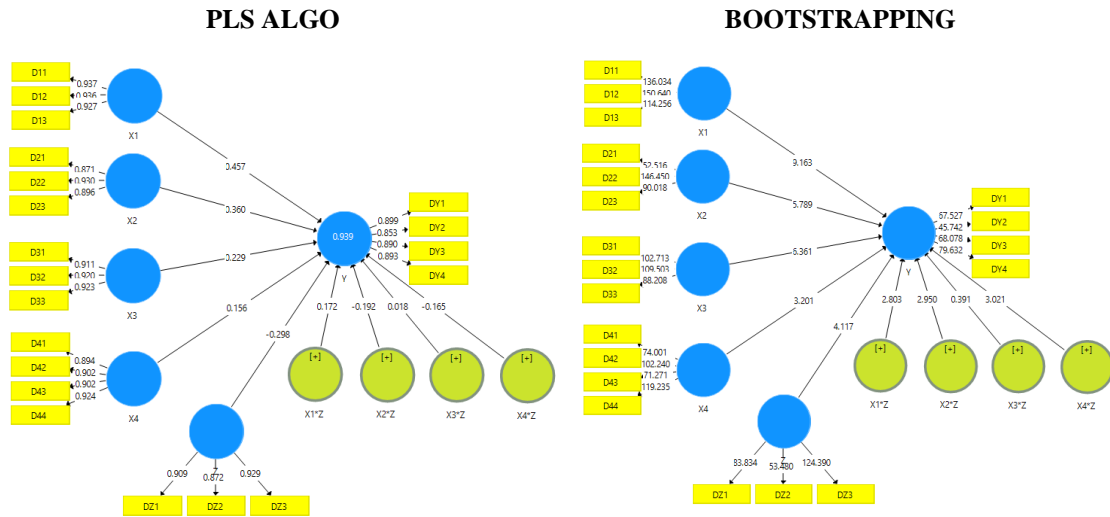 PLS ALGO
D11
D12
D13
0.937
0.936
0.927
X1
0.457
D21
D22
D23
0.871
0.930
0.896
X2
0.360
D31
D32
D33
0.911
0.920
0.923
X3
0.229
D41
D42
D43
D44
0.894
0.902
0.902
0.924
X4
0.156
-0.298
0.939
Y
0.899
0.853
0.890
0.893
DY1
DY2
DY3
DY4
0.172
-0.192
0.018
-0.165
[+]
[+]
[+]
[+]
X1*Z
X2*Z
X3*Z
X4*Z
Z
0.909
0.872
0.929
DZ1
DZ2
DZ3
BOOTSTRAPPING
D11
D12
D13
136.034
150.640
114.256
X1
9.163
D21
D22
D23
52.516
146.450
90.018
X2
5.789
D31
D32
D33
102.713
109.503
88.208
X3
6.361
D41
D42
D43
D44
74.001
102.240
71.271
119.235
X4
3.201
4.117
Y
67.527
45.742
68.078
79.632
DY1
DY2
DY3
DY4
2.803
2.950
0.391
3.021
[+]
[+]
[+]
[+]
X1*Z
X2*Z
X3*Z
X4*Z
83.834
53.480
124.390
DZ1
DZ2
DZ3